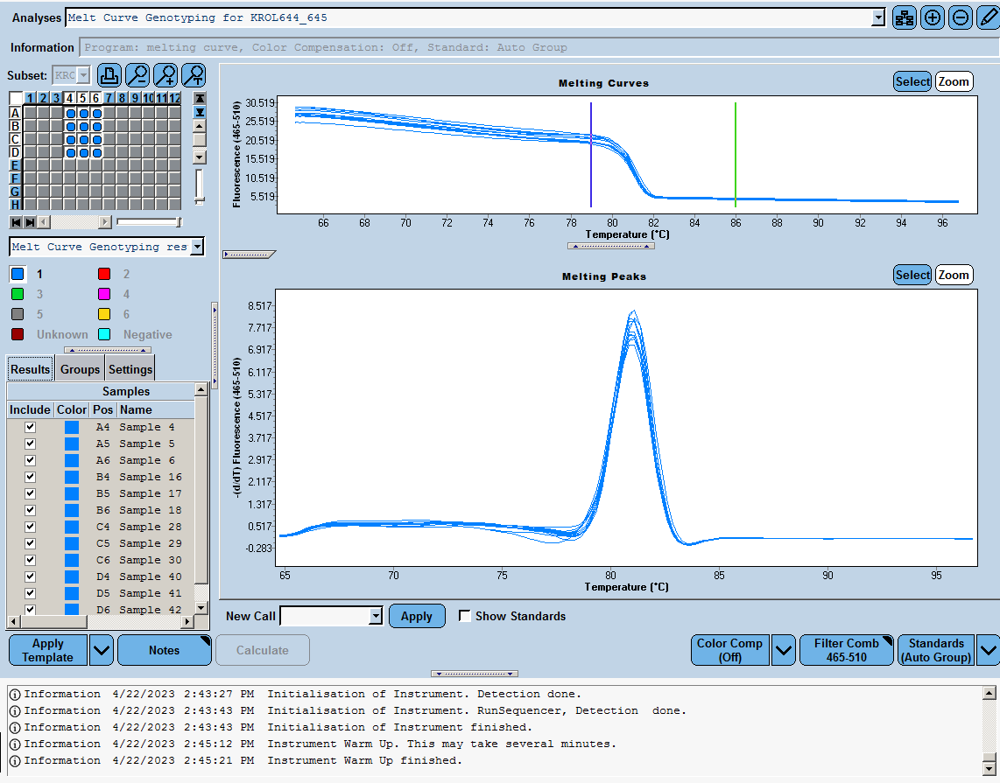 Analyses Melt Curve Genotyping for KROL644_645
Information Program: melting curve, Color Compensation: Off, Standard: Auto Group
Subset: KRC
1 2 3 4 5 6 7 8 9 10 11 12
A
B
C
D
E
F
G
H
Melt Curve Genotyping res
1 2
3 4
5 6
Unknown Negative
Results Groups Settings
Samples
Include Color Pos Name
A4 Sample 4
A5 Sample 5
A6 Sample 6
B4 Sample 16
B5 Sample 17
B6 Sample 18
C4 Sample 28
C5 Sample 29
C6 Sample 30
D4 Sample 40
D5 Sample 41
D6 Sample 42
Melting Curves
Select Zoom
Fluorescence (465-510)
30.519
25.519
20.519
15.519
10.519
5.519
66 68 70 72 74 76 78 80 82 84 86 88 90 92 94 96
Temperature (°C)
Melting Peaks
Select Zoom
-(d/dT) Fluorescence (465-510)
8.517
7.717
6.917
6.117
5.317
4.517
3.717
2.917
2.117
1.317
0.517
-0.283
65 70 75 80 85 90 95
Temperature (°C)
New Call Apply Show Standards
Apply Template Notes Calculate
Color Comp (Off) Filter Comb 465-510 Standards (Auto Group)
Information 4/22/2023 2:43:27 PM Initialisation of Instrument. Detection done.
Information 4/22/2023 2:43:43 PM Initialisation of Instrument. RunSequencer, Detection done.
Information 4/22/2023 2:43:43 PM Initialisation of Instrument finished.
Information 4/22/2023 2:45:12 PM Instrument Warm Up. This may take several minutes.
Information 4/22/2023 2:45:21 PM Instrument Warm Up finished.